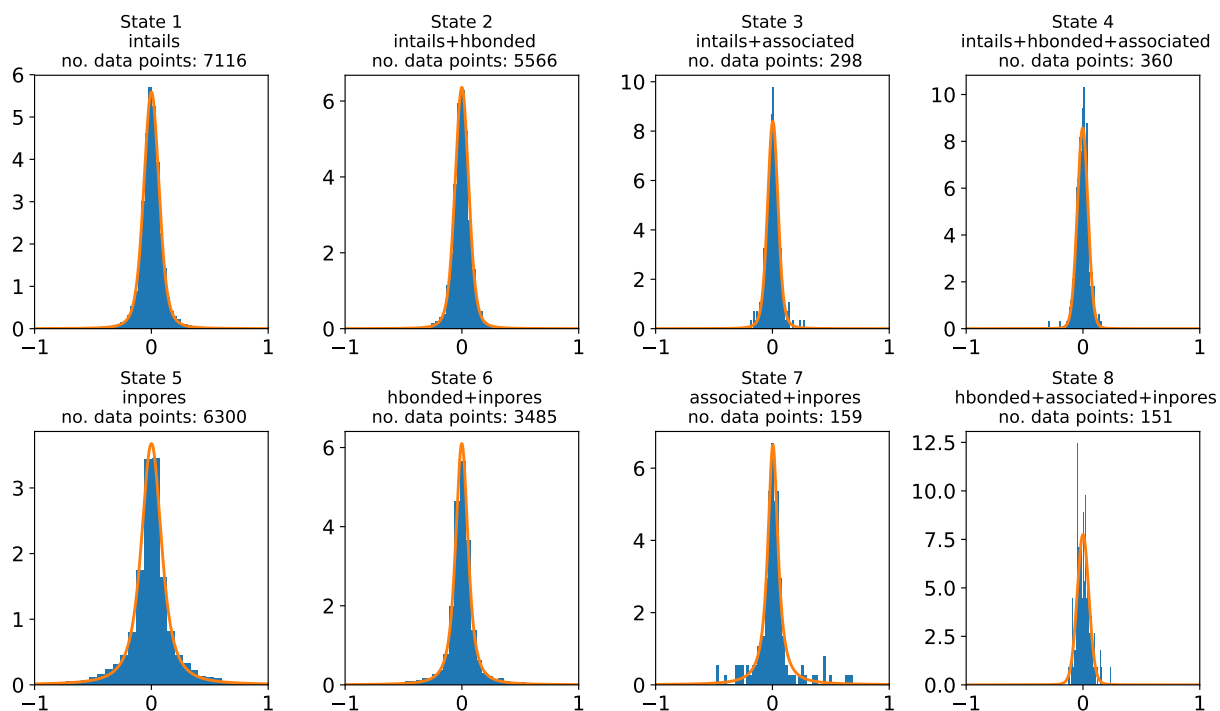 State 1
intails
no. data points: 7116
State 2
intails+hbonded
no. data points: 5566
State 3
intails+associated
no. data points: 298
State 4
intails+hbonded+associated
no. data points: 360
6
5
4
3
2
1
0
−1 0 1
6
4
2
0
−1 0 1
10
8
6
4
2
0
−1 0 1
10
8
6
4
2
0
−1 0 1
State 5
inpores
no. data points: 6300
State 6
hbonded+inpores
no. data points: 3485
State 7
associated+inpores
no. data points: 159
State 8
hbonded+associated+inpores
no. data points: 151
3
2
1
0
−1 0 1
6
4
2
0
−1 0 1
6
4
2
0
−1 0 1
12.5
10.0
7.5
5.0
2.5
0.0
−1 0 1